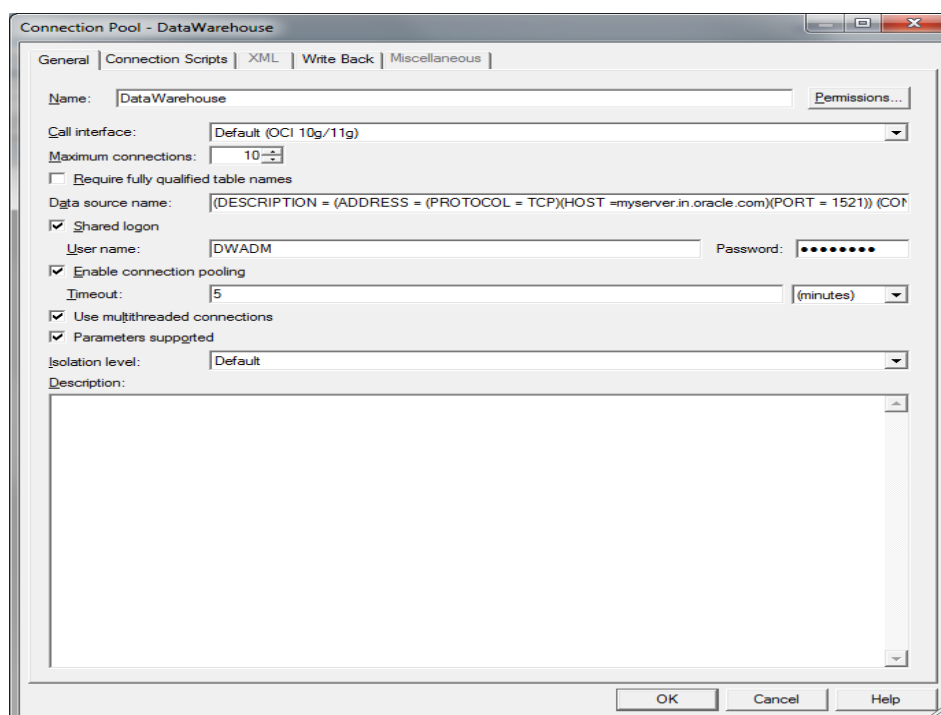 Connection Pool - DataWarehouse
General Connection Scripts XML Write Back Miscellaneous
Name: DataWarehouse Permissions...
Call interface: Default (OCI 10g/11g)
Maximum connections: 10
Require fully qualified table names
Data source name: (DESCRIPTION = (ADDRESS = (PROTOCOL = TCP)(HOST =myserver.in.oracle.com)(PORT = 1521)) (CON
Shared logon
User name: DWADM Password: ●●●●●●●●
Enable connection pooling
Timeout: 5 (minutes)
Use multithreaded connections
Parameters supported
Isolation level: Default
Description:
OK Cancel Help